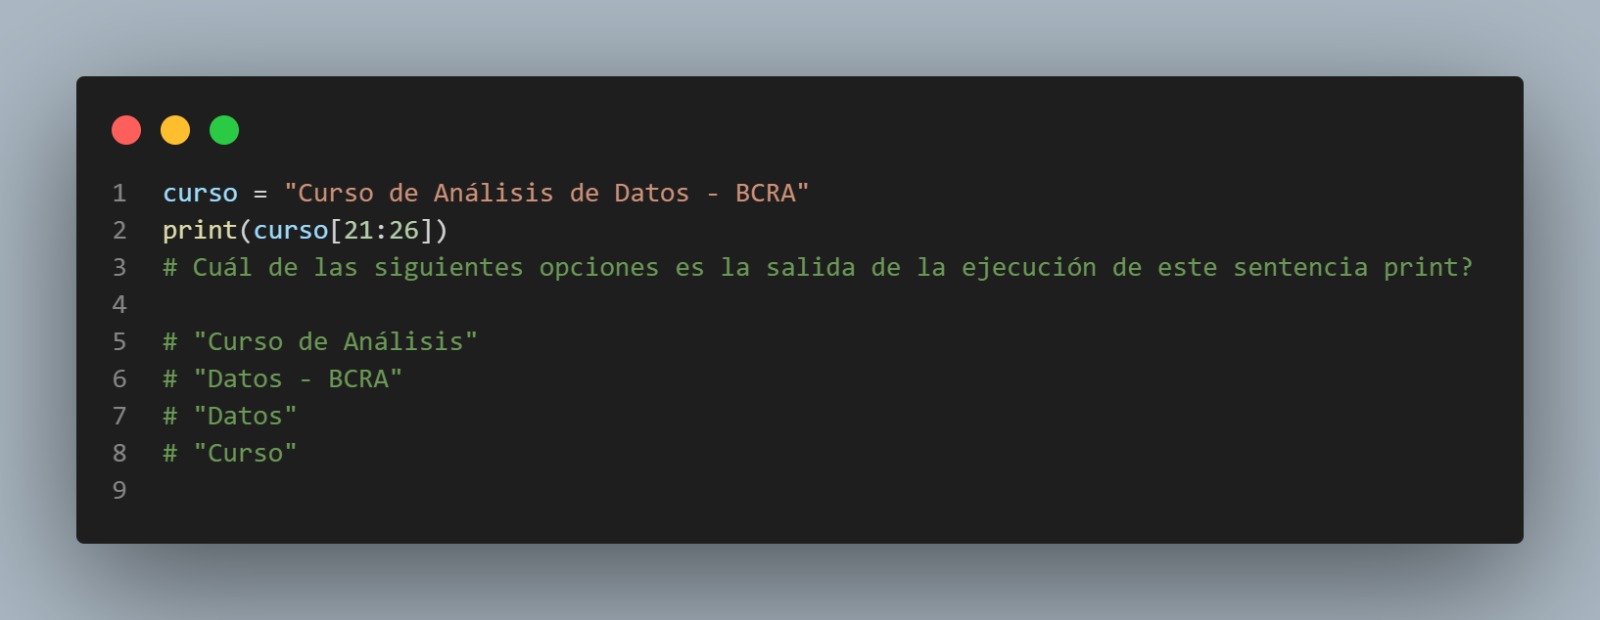 1 curso = "Curso de Análisis de Datos - BCRA"
2 print(curso[21:26])
3 # Cuál de las siguientes opciones es la salida de la ejecución de este sentencia print?
4
5 # "Curso de Análisis"
6 # "Datos - BCRA"
7 # "Datos"
8 # "Curso"
9